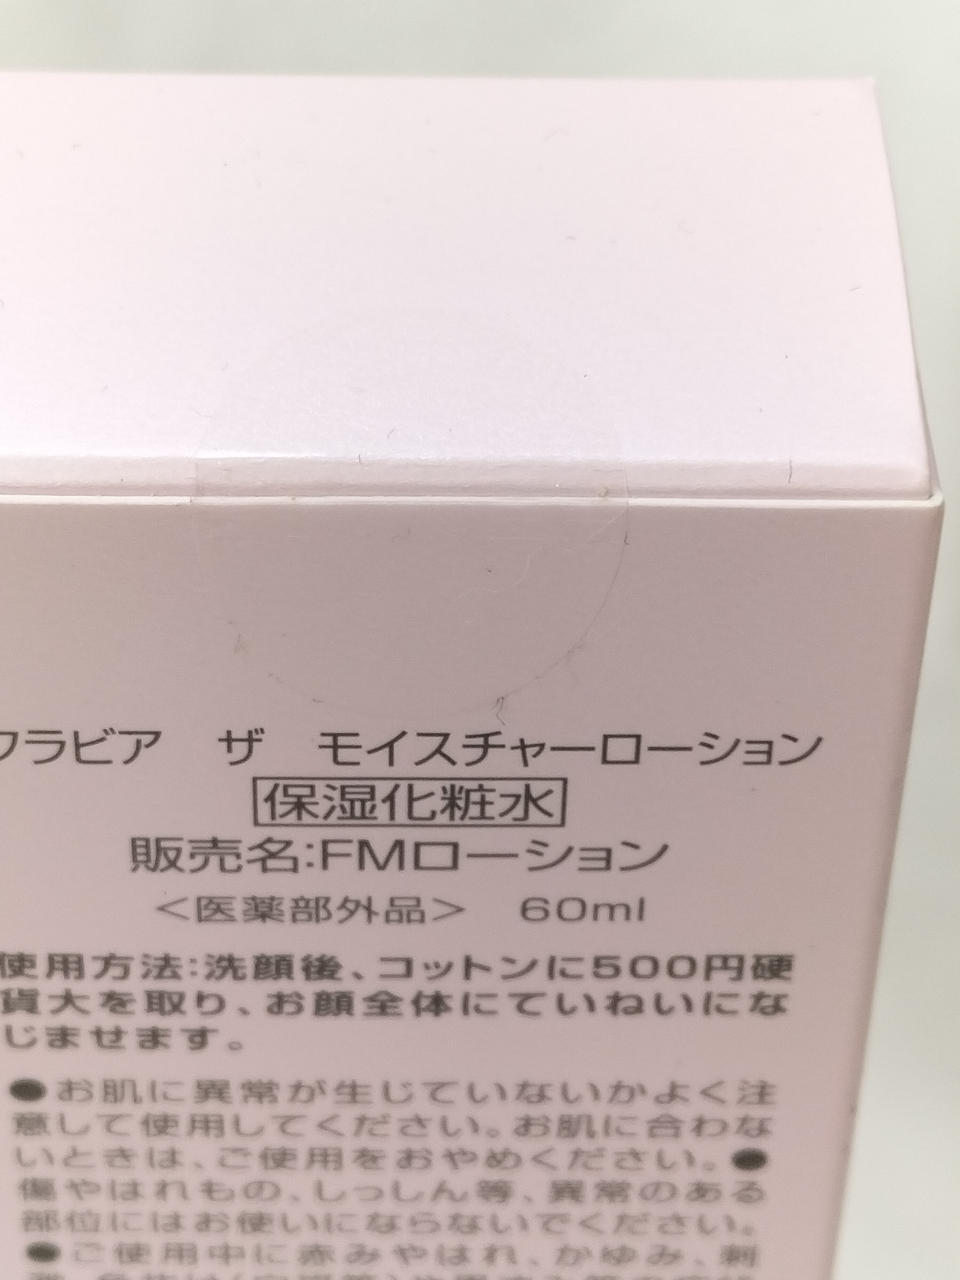 フラビア ザ モイスチャーローション
保湿化粧水
販売名:FMローション
<医薬部外品> 60ml
使用方法:洗顔後、コットンに500円硬
貨大を取り、お顔全体にていねいにな
じませます。
●お肌に異常が生じていないかよく注
意して使用してください。お肌に合わな
いときは、ご使用をおやめください。●
傷やはれもの、しっしん等、異常のある
部位にはお使いにならないでください。
●ご使用中に赤みやはれ、かゆみ、刺